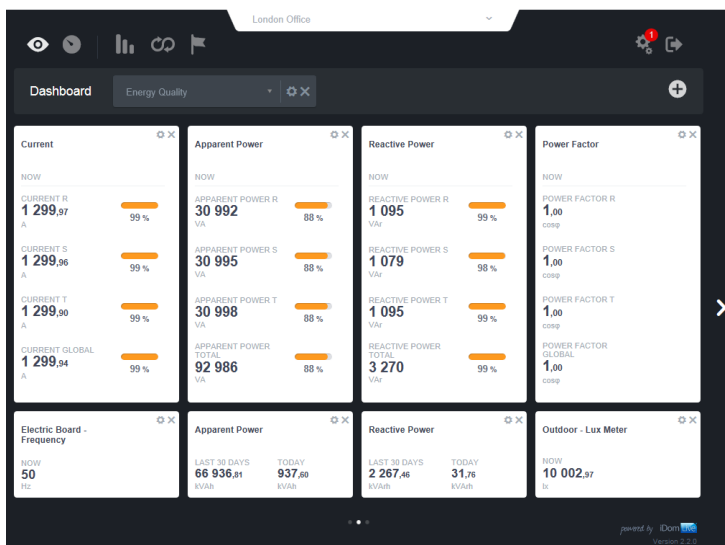 London Office
1
Dashboard
Energy Quality
Current
NOW
CURRENT R
1 299,97
99 %
A
CURRENT S
1 299,96
99 %
A
CURRENT T
1 299,90
99 %
A
CURRENT GLOBAL
1 299,94
99 %
A
Apparent Power
NOW
APPARENT POWER R
30 992
88 %
VA
APPARENT POWER S
30 995
88 %
VA
APPARENT POWER T
30 998
88 %
VA
APPARENT POWER
TOTAL
92 986
88 %
VA
Reactive Power
NOW
REACTIVE POWER R
1 095
99 %
VAr
REACTIVE POWER S
1 079
98 %
VAr
REACTIVE POWER T
1 095
99 %
VAr
REACTIVE POWER
TOTAL
3 270
99 %
VAr
Power Factor
NOW
POWER FACTOR R
1,00
cosφ
POWER FACTOR S
1,00
cosφ
POWER FACTOR T
1,00
cosφ
POWER FACTOR
GLOBAL
1,00
cosφ
Electric Board -
Frequency
NOW
50
Hz
Apparent Power
LAST 30 DAYS TODAY
66 936,81 937,60
kVAh kVAh
Reactive Power
LAST 30 DAYS TODAY
2 267,46 31,76
kVArh kVArh
Outdoor - Lux Meter
NOW
10 002,97
lx
powered by iDomLive
Version 2.2.0